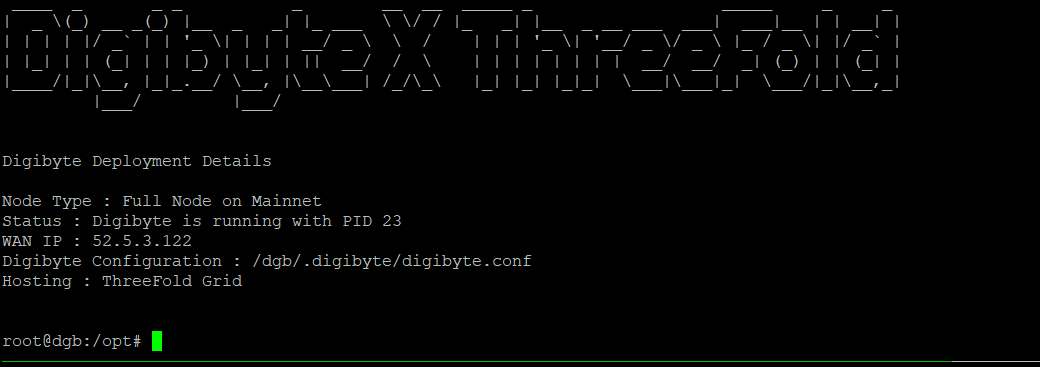 Digibyte X ThreeFold
Digibyte Deployment Details
Node Type : Full Node on Mainnet
Status : Digibyte is running with PID 23
WAN IP : 52.5.3.122
Digibyte Configuration : /dgb/.digibyte/digibyte.conf
Hosting : ThreeFold Grid
root@dgb:/opt#